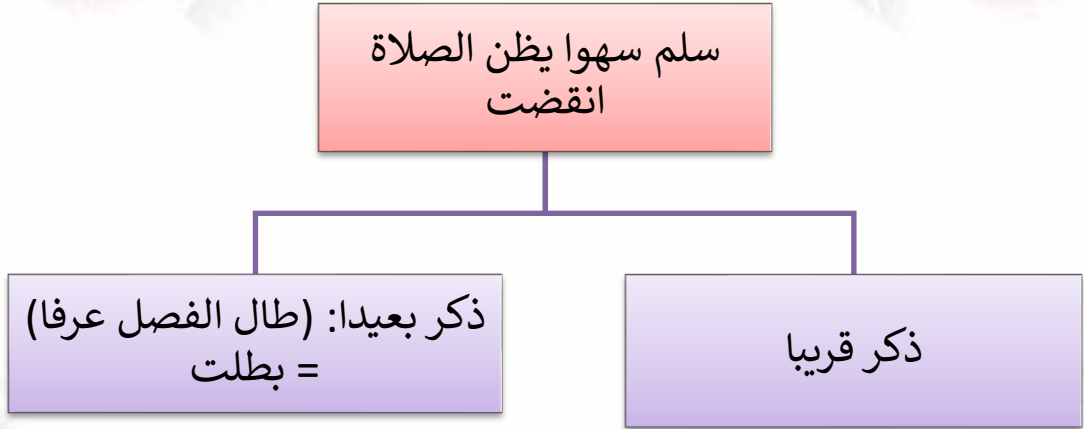 سلم سهوا يظن الصلاة
انقضت
ذكر قريبا
ذكر بعيدا: (طال الفصل عرفا)
= بطلت